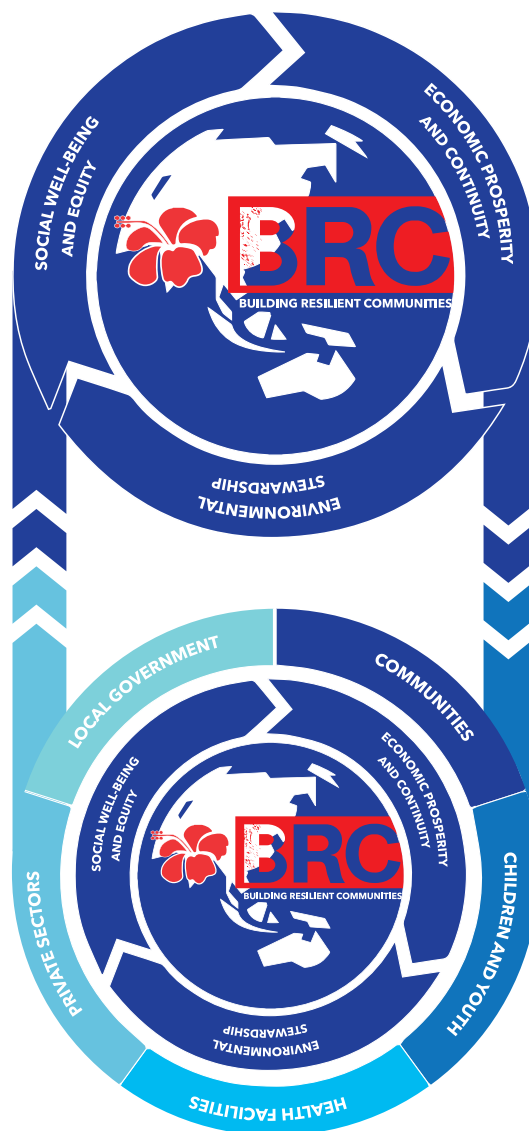 SOCIAL WELL-BEING
AND EQUITY
ECONOMIC PROSPERITY
AND CONTINUITY
BRC
BUILDING RESILIENT COMMUNITIES
ENVIRONMENTAL
STEWARDSHIP
LOCAL GOVERNMENT
COMMUNITIES
SOCIAL WELL-BEING
AND EQUITY
ECONOMIC PROSPERITY
AND CONTINUITY
BRC
BUILDING RESILIENT COMMUNITIES
ENVIRONMENTAL
STEWARDSHIP
PRIVATE SECTORS
CHILDREN AND YOUTH
HEALTH FACILITIES